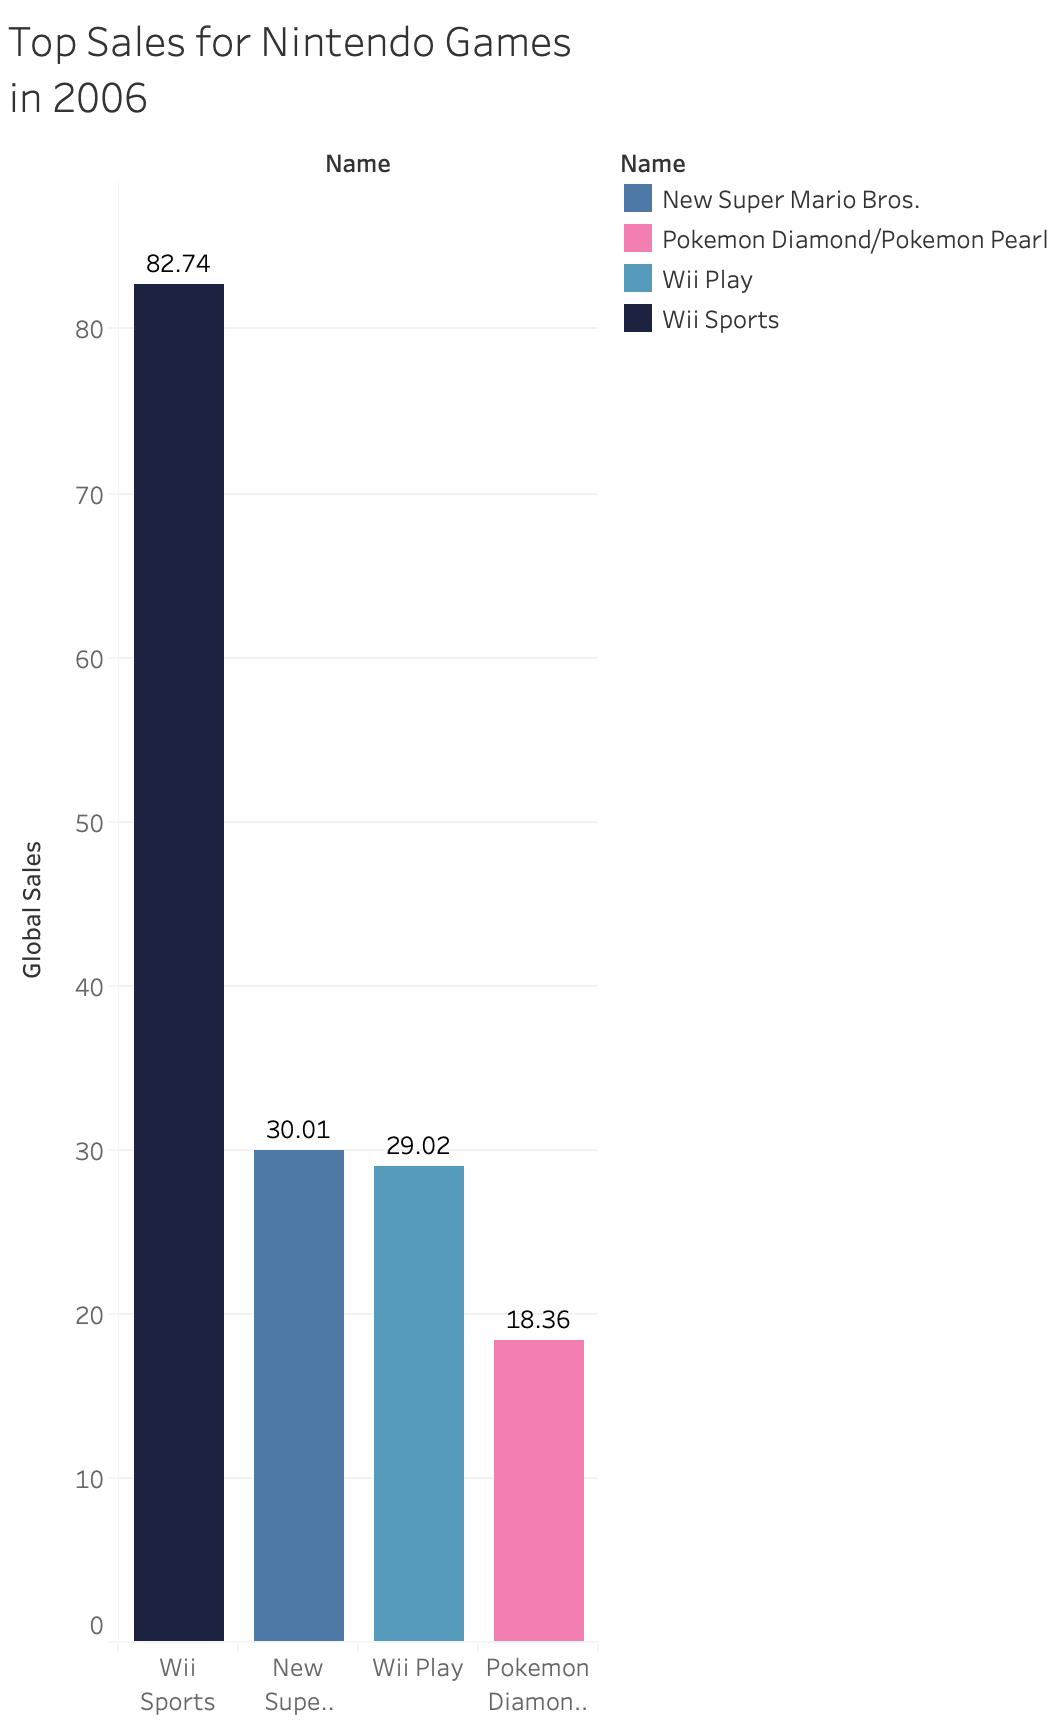 Top Sales for Nintendo Games
in 2006
Name
Name
New Super Mario Bros.
Pokemon Diamond/Pokemon Pearl
Wii Play
Wii Sports
82.74
80
70
60
50
40
30
20
10
0
Global Sales
30.01
29.02
18.36
Wii
Sports
New
Supe..
Wii Play
Pokemon
Diamon..